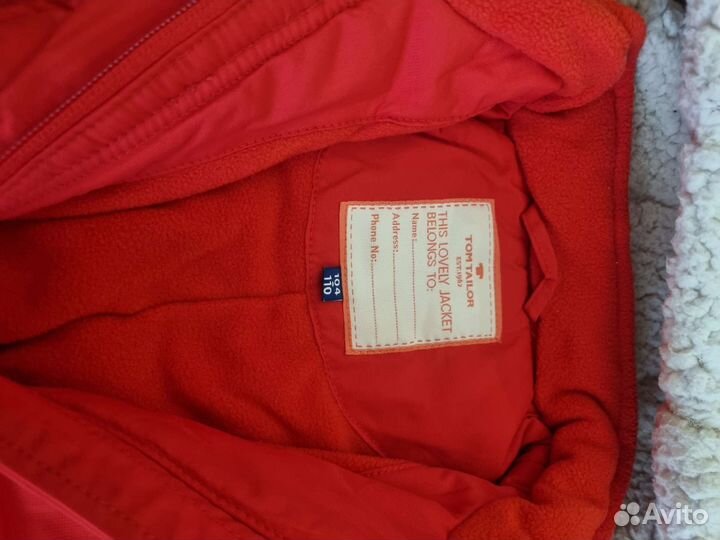 TOM TAILOR
EST. 1962
THIS LOVELY JACKET
BELONGS TO:
Name:
Address:
Phone No:
104
110
Avito